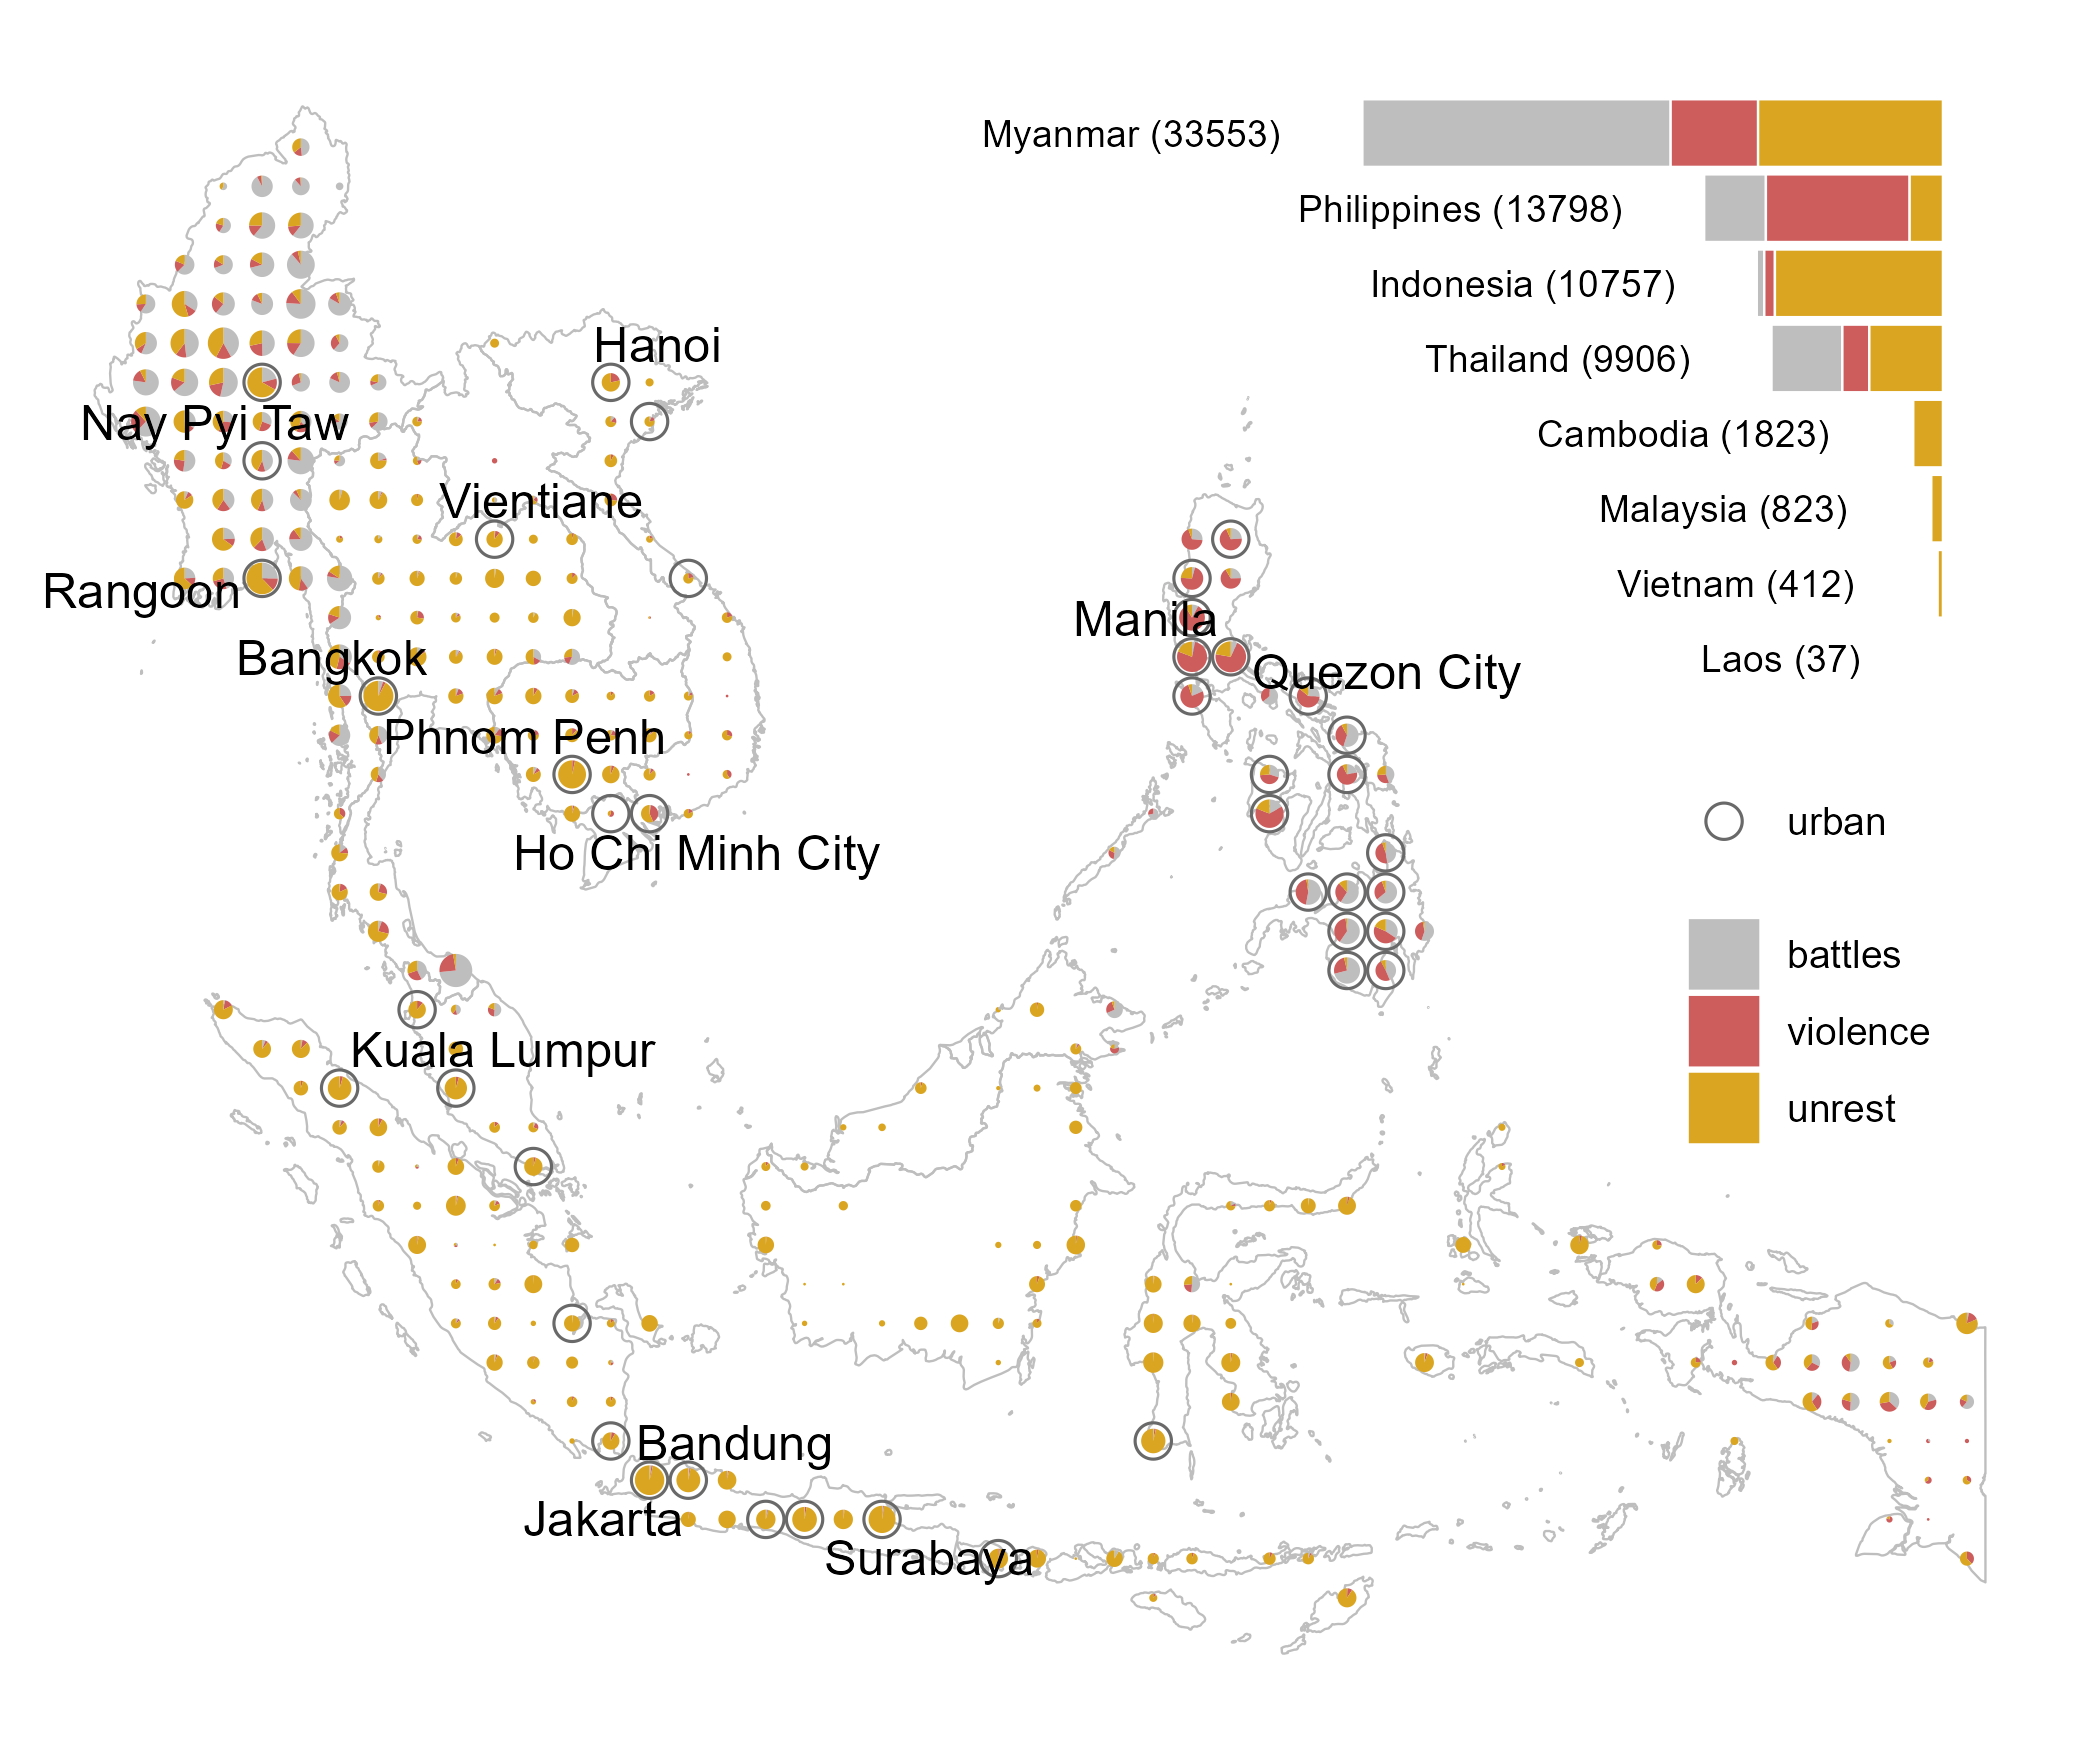 Myanmar (33553)
Philippines (13798)
Indonesia (10757)
Thailand (9906)
Cambodia (1823)
Malaysia (823)
Vietnam (412)
Laos (37)
Hanoi
Nay Pyi Taw
Vientiane
Rangoon
Manila
Bangkok
Quezon City
Phnom Penh
Ho Chi Minh City
Kuala Lumpur
Bandung
Jakarta
Surabaya
urban
battles
violence
unrest